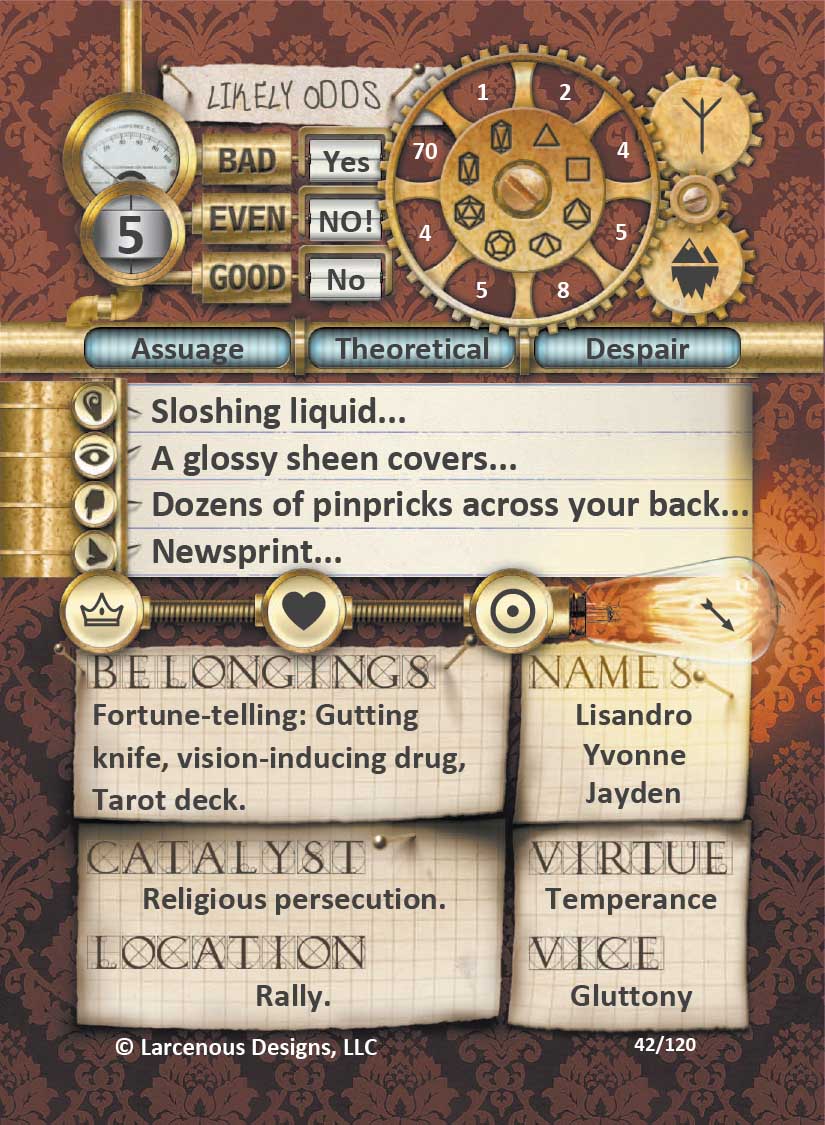 LIKELY ODDS
BAD Yes
5 EVEN NO!
GOOD No
1 2
70 4
4 5
5 8
Assuage Theoretical Despair
Sloshing liquid...
A glossy sheen covers...
Dozens of pinpricks across your back...
Newsprint...
BELONGINGS
Fortune-telling: Gutting
knife, vision-inducing drug,
Tarot deck.
NAMES
Lisandro
Yvonne
Jayden
CATALYST
Religious persecution.
LOCATION
Rally.
VIRTUE
Temperance
VICE
Gluttony
© Larcenous Designs, LLC
42/120